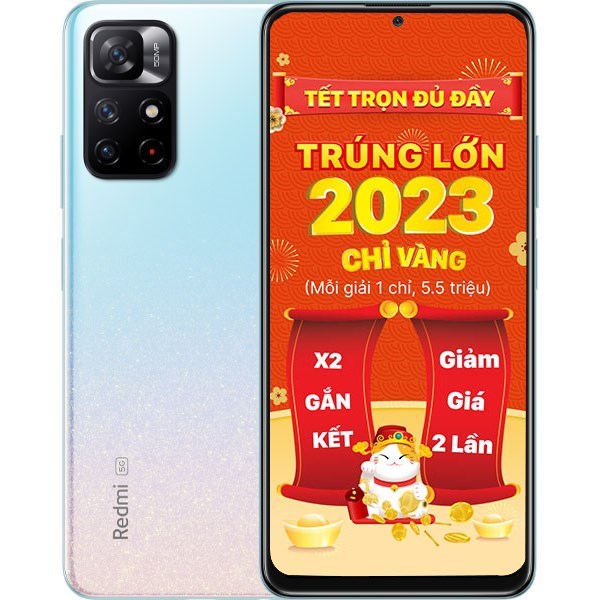 50MP
Redmi 5G
TẾT TRỌN ĐỦ ĐẦY
TRÚNG LỚN
2023
CHỈ VÀNG
(Mỗi giải 1 chỉ, 5.5 triệu)
X2
GẮN
KẾT
Giảm
Giá
2 Lần